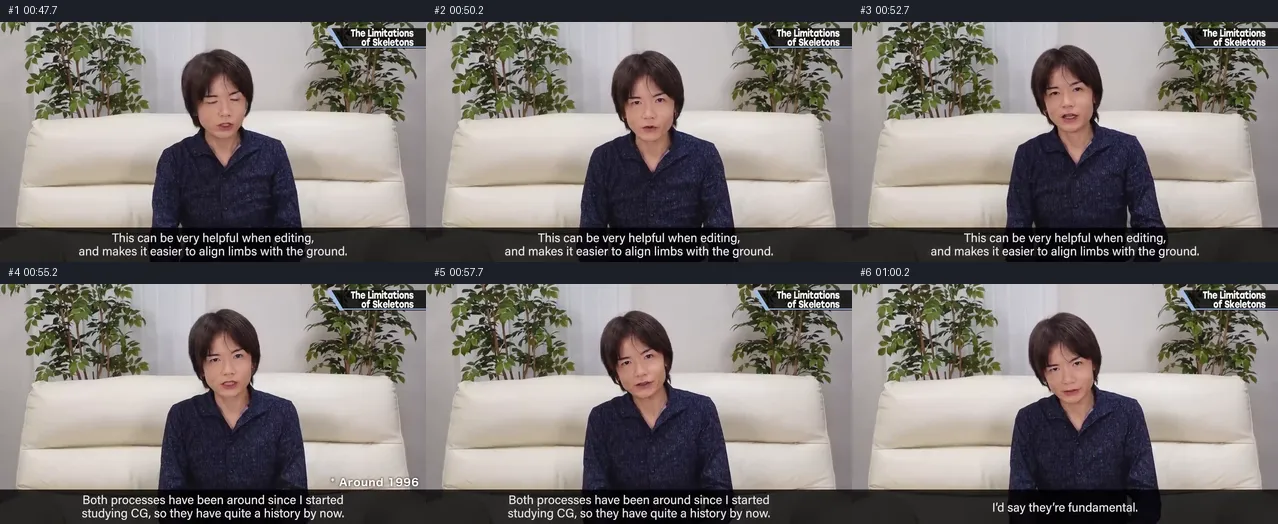 #1 00:47.7
The Limitations
of Skeletons
This can be very helpful when editing,
and makes it easier to align limbs with the ground.
#2 00:50.2
The Limitations
of Skeletons
This can be very helpful when editing,
and makes it easier to align limbs with the ground.
#3 00:52.7
The Limitations
of Skeletons
This can be very helpful when editing,
and makes it easier to align limbs with the ground.
#4 00:55.2
The Limitations
of Skeletons
* Around 1996
Both processes have been around since I started
studying CG, so they have quite a history by now.
#5 00:57.7
The Limitations
of Skeletons
Both processes have been around since I started
studying CG, so they have quite a history by now.
#6 01:00.2
The Limitations
of Skeletons
I'd say they're fundamental.